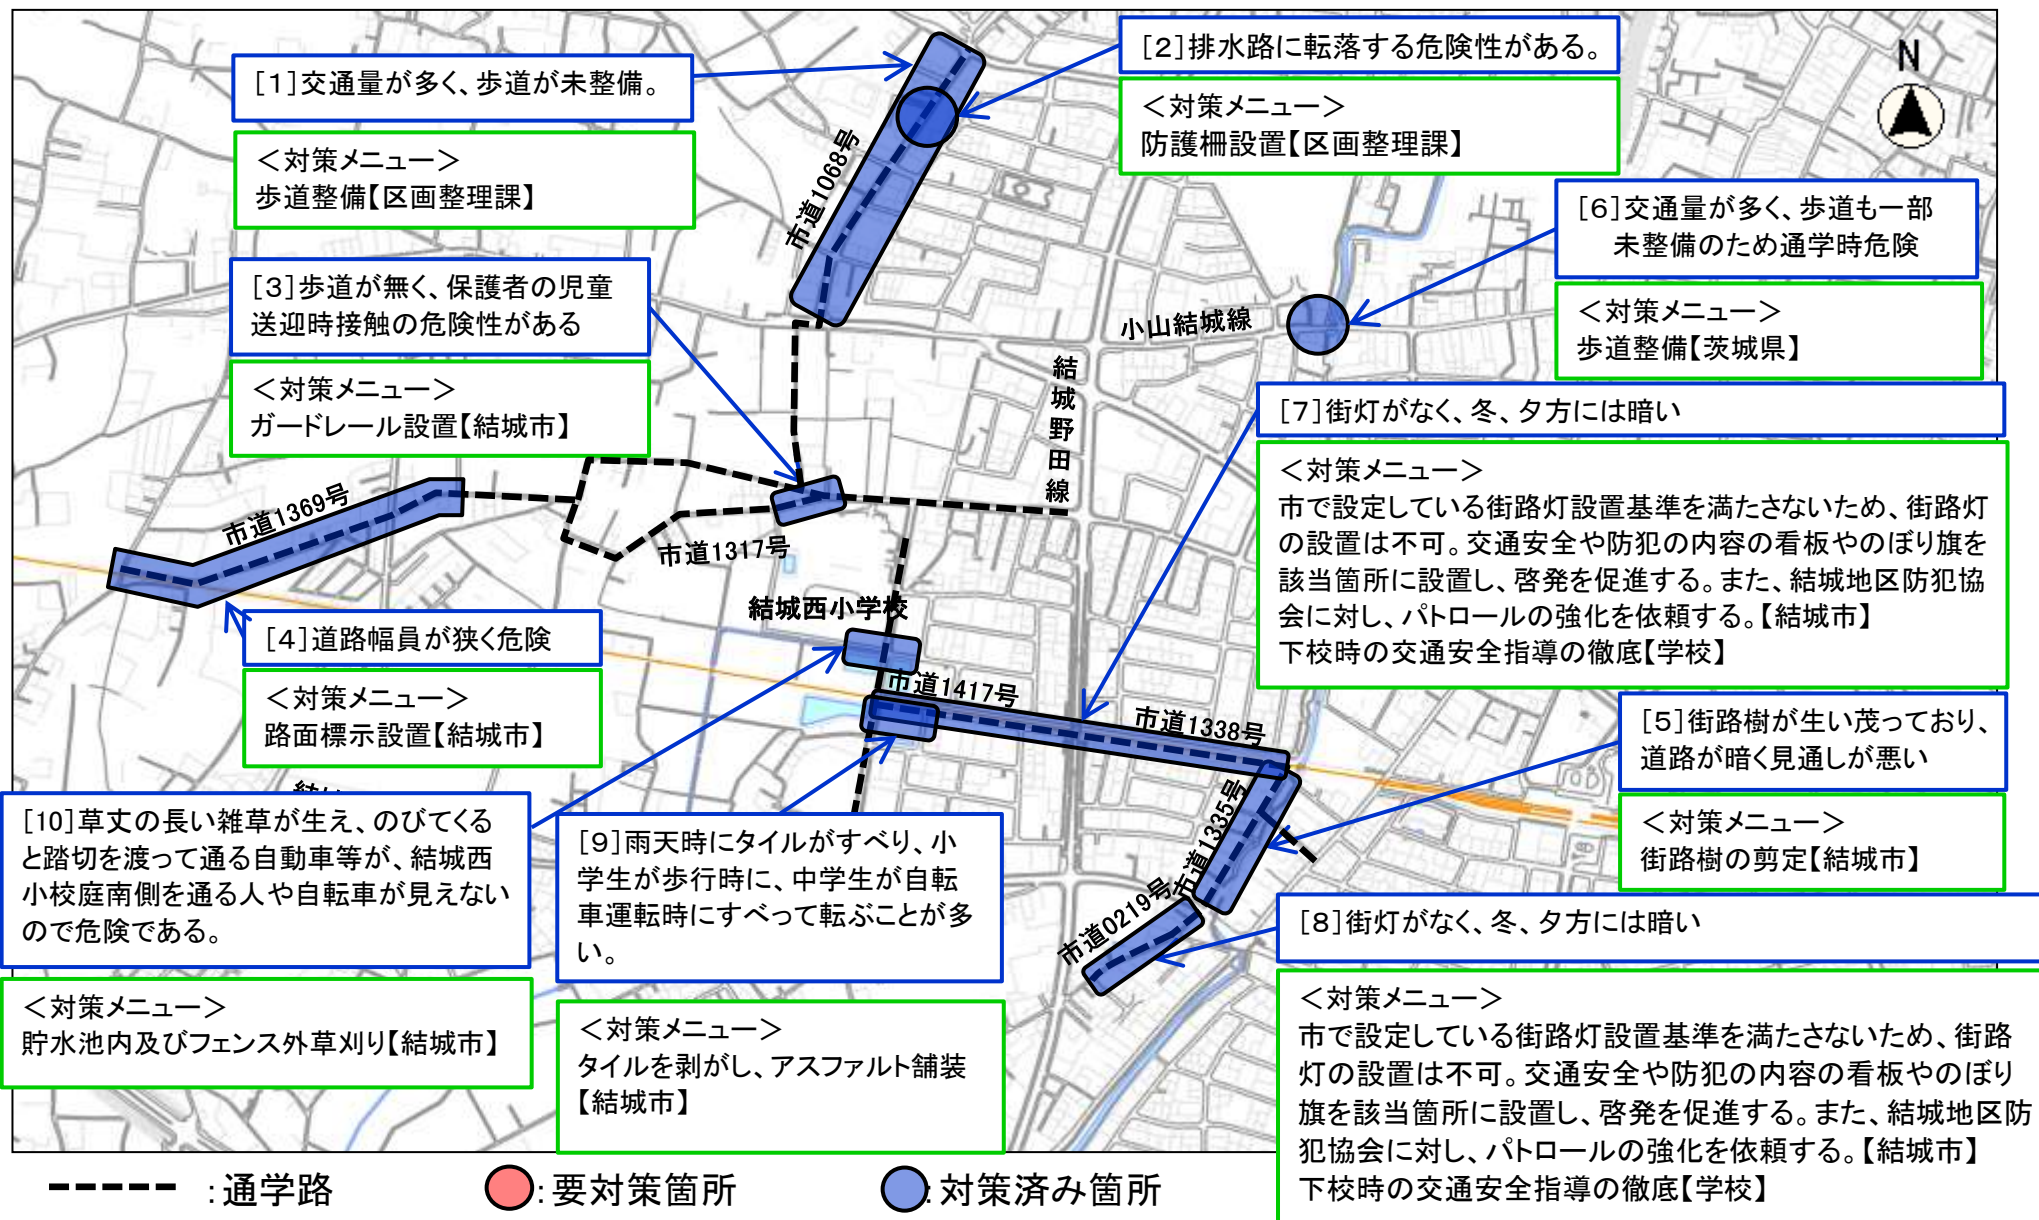 [1]交通量が多く、歩道が未整備。
<対策メニュー>
歩道整備【区画整理課】
[2]排水路に転落する危険性がある。
<対策メニュー>
防護柵設置【区画整理課】
N
市道1068号
[3]歩道が無く、保護者の児童
送迎時接触の危険性がある
<対策メニュー>
ガードレール設置【結城市】
[6]交通量が多く、歩道も一部
未整備のため通学時危険
<対策メニュー>
歩道整備【茨城県】
小山結城線
結城野田線
[7]街灯がなく、冬、夕方には暗い
<対策メニュー>
市で設定している街路灯設置基準を満たさないため、街路灯
の設置は不可。交通安全や防犯の内容の看板やのぼり旗を
該当箇所に設置し、啓発を促進する。また、結城地区防犯協
会に対し、パトロールの強化を依頼する。【結城市】
下校時の交通安全指導の徹底【学校】
市道1369号
市道1317号
結城西小学校
[4]道路幅員が狭く危険
<対策メニュー>
路面標示設置【結城市】
市道1417号
市道1338号
[5]街路樹が生い茂っており、
道路が暗く見通しが悪い
<対策メニュー>
街路樹の剪定【結城市】
市道1335号
市道0219号
[10]草丈の長い雑草が生え、のびてくる
と踏切を渡って通る自動車等が、結城西
小校庭南側を通る人や自転車が見えない
ので危険である。
<対策メニュー>
貯水池内及びフェンス外草刈り【結城市】
[9]雨天時にタイルがすべり、小
学生が歩行時に、中学生が自転
車運転時にすべって転ぶことが多
い。
<対策メニュー>
タイルを剥がし、アスファルト舗装
【結城市】
[8]街灯がなく、冬、夕方には暗い
<対策メニュー>
市で設定している街路灯設置基準を満たさないため、街路
灯の設置は不可。交通安全や防犯の内容の看板やのぼり
旗を該当箇所に設置し、啓発を促進する。また、結城地区防
犯協会に対し、パトロールの強化を依頼する。【結城市】
下校時の交通安全指導の徹底【学校】
:通学路
:要対策箇所
:対策済み箇所